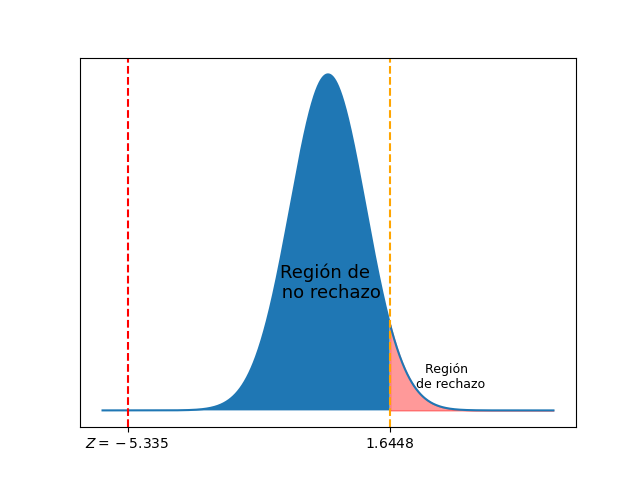 Región de
no rechazo
Región
de rechazo
Z = −5.335
1.6448